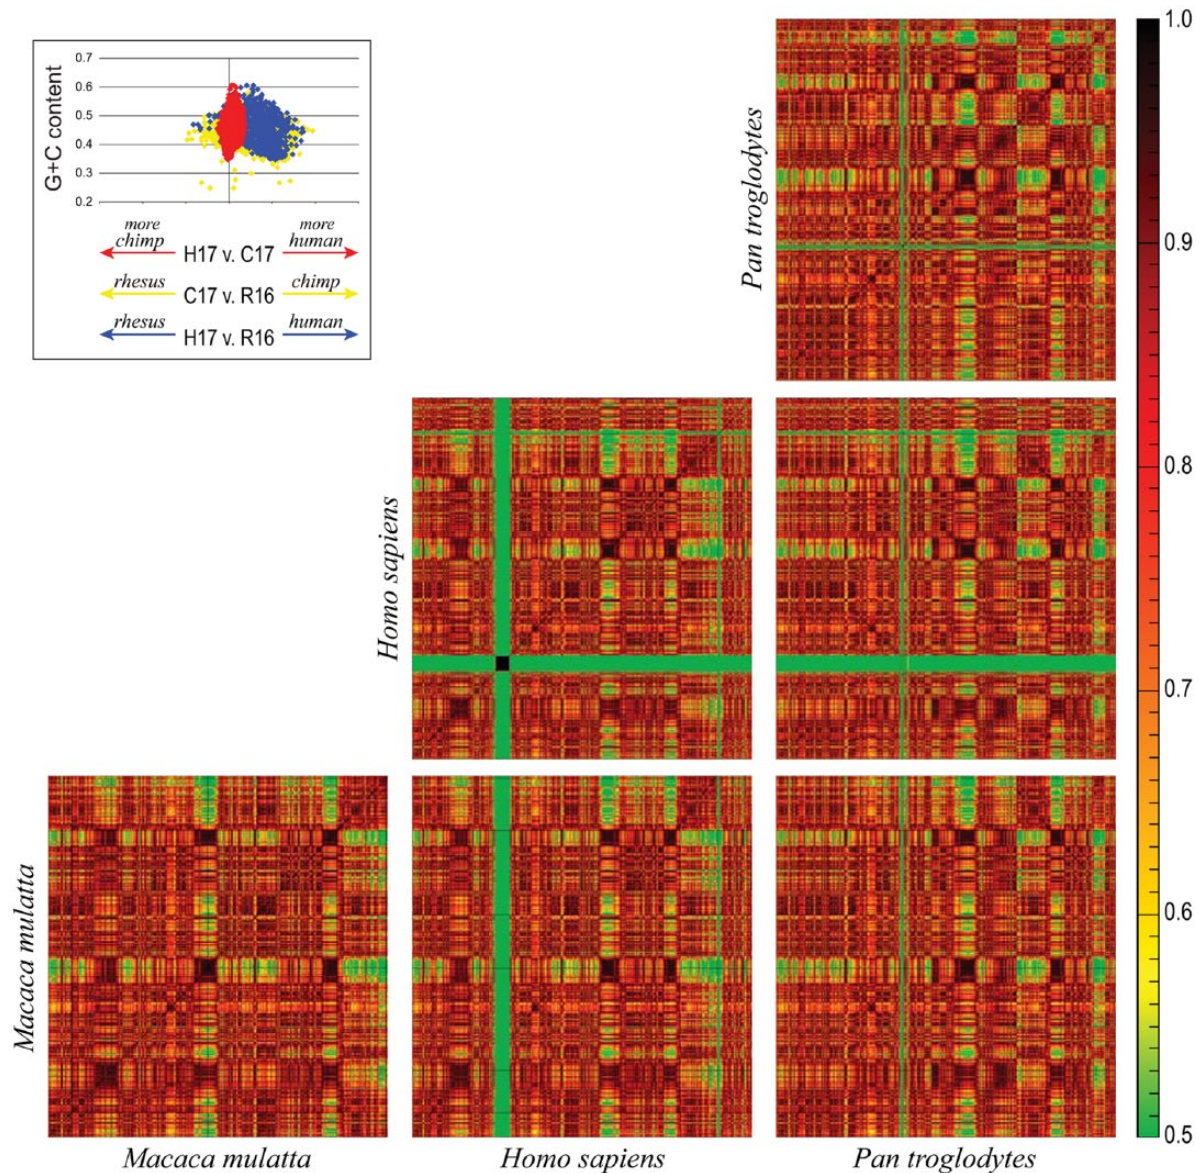 0.7
0.6
0.5
0.4
0.3
0.2
G+C content
more
chimp
more
human
H17 v. C17
rhesus
chimp
C17 v. R16
rhesus
human
H17 v. R16
Pan troglodytes
Homo sapiens
Macaca mulatta
Macaca mulatta
Homo sapiens
Pan troglodytes
1.0
0.9
0.8
0.7
0.6
0.5